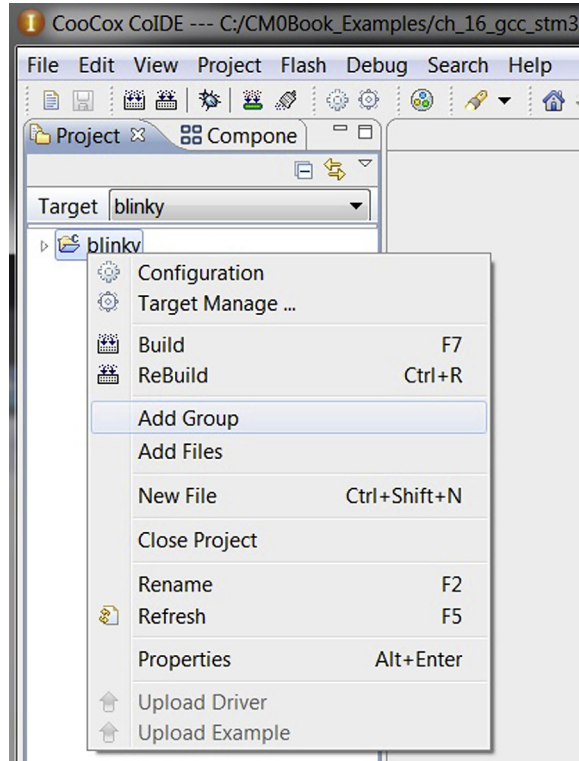 CooCox CoIDE --- C:/CM0Book_Examples/ch_16_gcc_stm3
File Edit View Project Flash Debug Search Help
Project Compone
Target blinky
blinky
Configuration
Target Manage ...
Build F7
ReBuild Ctrl+R
Add Group
Add Files
New File Ctrl+Shift+N
Close Project
Rename F2
Refresh F5
Properties Alt+Enter
Upload Driver
Upload Example